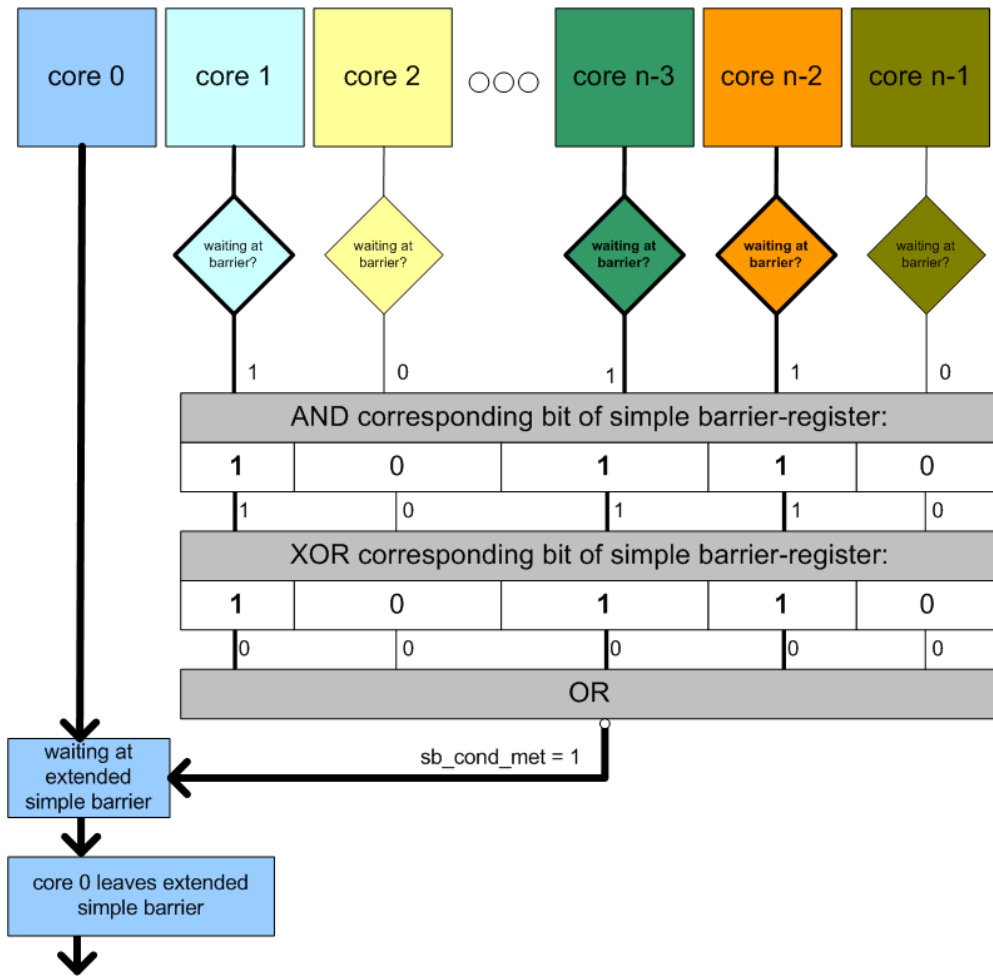 core 0
core 1
core 2
core n-3
core n-2
core n-1
waiting at
barrier?
waiting at
barrier?
waiting at
barrier?
waiting at
barrier?
waiting at
barrier?
1
0
1
1
0
AND corresponding bit of simple barrier-register:
1 0 1 1 0
1 0 1 1 0
XOR corresponding bit of simple barrier-register:
1 0 1 1 0
0 0 0 0 0
OR
sb_cond_met = 1
waiting at
extended
simple barrier
core 0 leaves extended
simple barrier